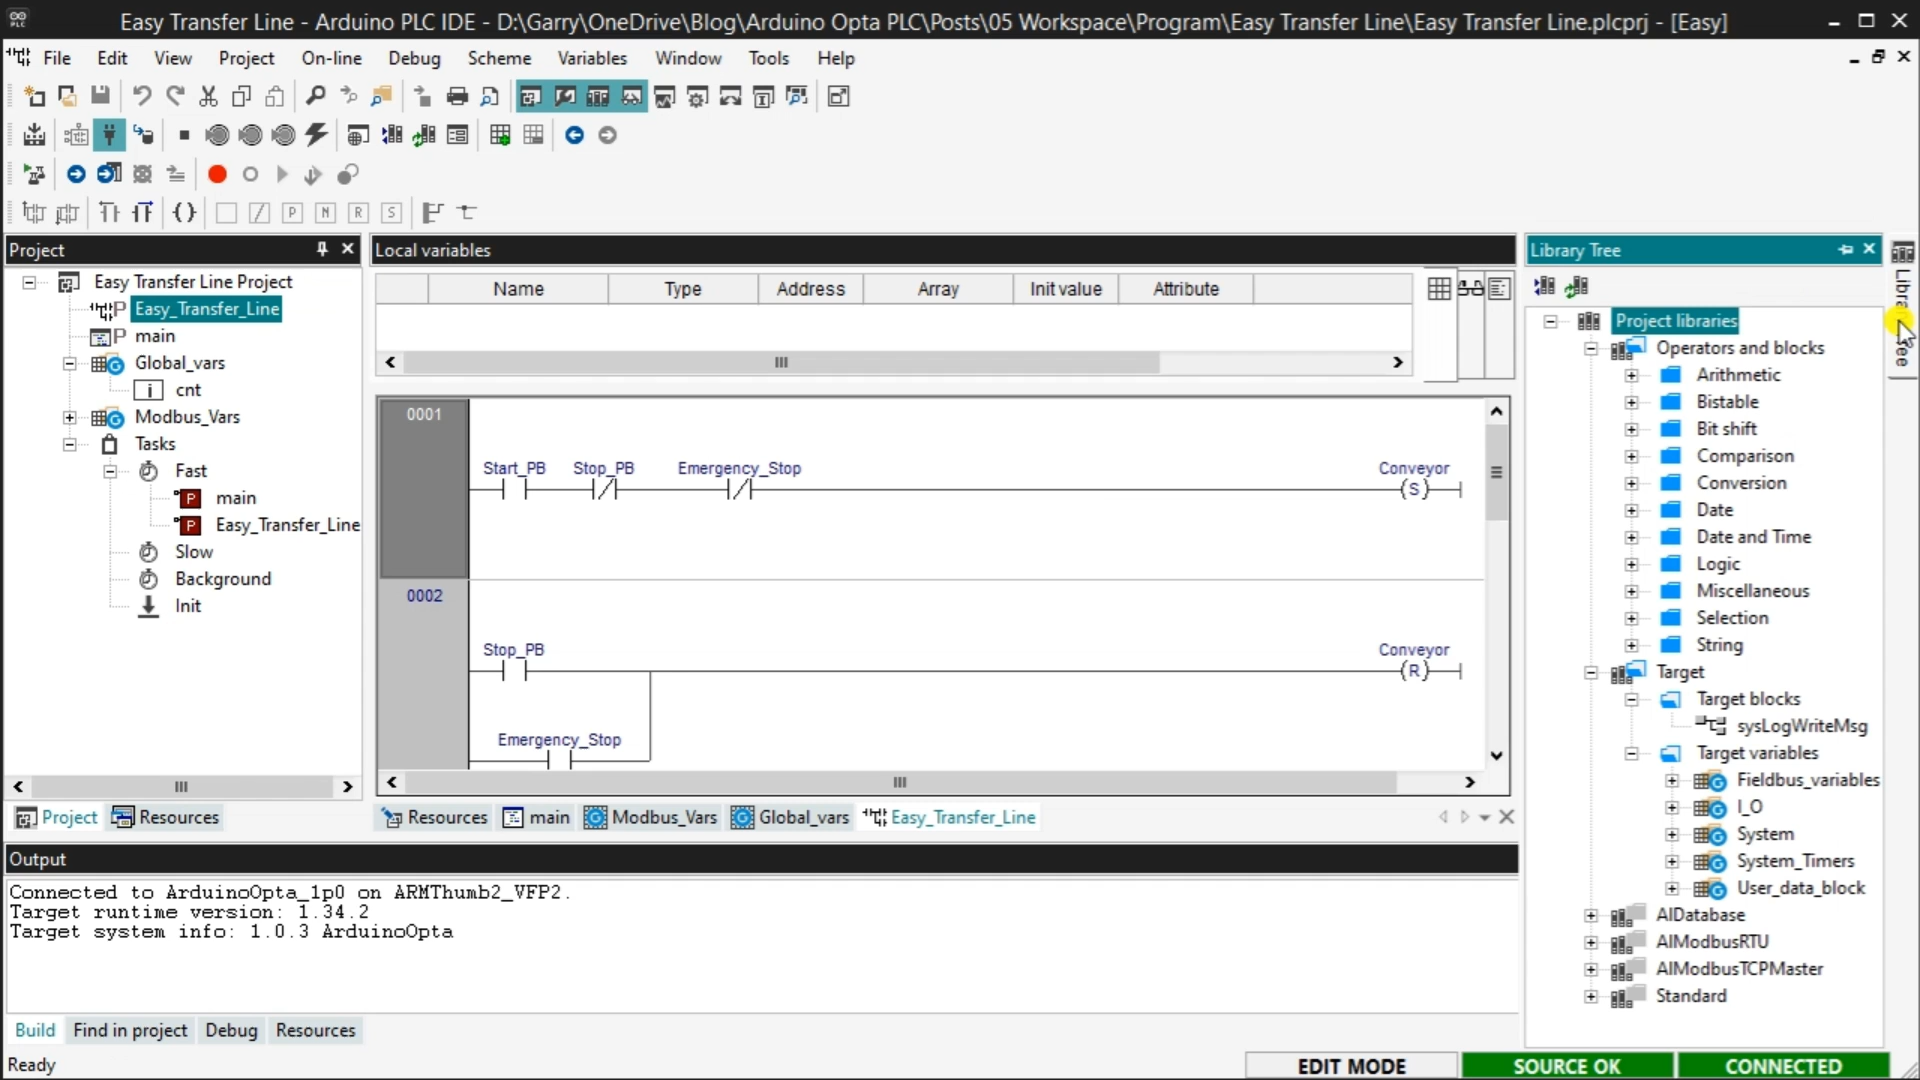 Easy Transfer Line - Arduino PLC IDE - D:\Garry\OneDrive\Blog\Arduino Opta PLC\Posts\05 Workspace\Program\Easy Transfer Line\Easy Transfer Line.plcprj - [Easy]
File Edit View Project On-line Debug Scheme Variables Window Tools Help
P N R S
Project
Easy Transfer Line Project
P Easy_Transfer_Line
P main
Global_vars
cnt
Modbus_Vars
Tasks
Fast
P main
P Easy_Transfer_Line
Slow
Background
Init
Project Resources
Local variables
Name Type Address Array Init value Attribute
0001
Start_PB Stop_PB Emergency_Stop Conveyor
S
0002
Stop_PB Conveyor
R
Emergency_Stop
Resources main Modbus_Vars Global_vars Easy_Transfer_Line
Library Tree
Project libraries
Operators and blocks
Arithmetic
Bistable
Bit shift
Comparison
Conversion
Date
Date and Time
Logic
Miscellaneous
Selection
String
Target
Target blocks
sysLogWriteMsg
Target variables
Fieldbus_variables
I_O
System
System_Timers
User_data_block
AlDatabase
AlModbusRTU
AlModbusTCPMaster
Standard
Output
Connected to ArduinoOpta_1p0 on ARMThumb2_VFP2.
Target runtime version: 1.34.2
Target system info: 1.0.3 ArduinoOpta
Build Find in project Debug Resources
Ready
EDIT MODE SOURCE OK CONNECTED